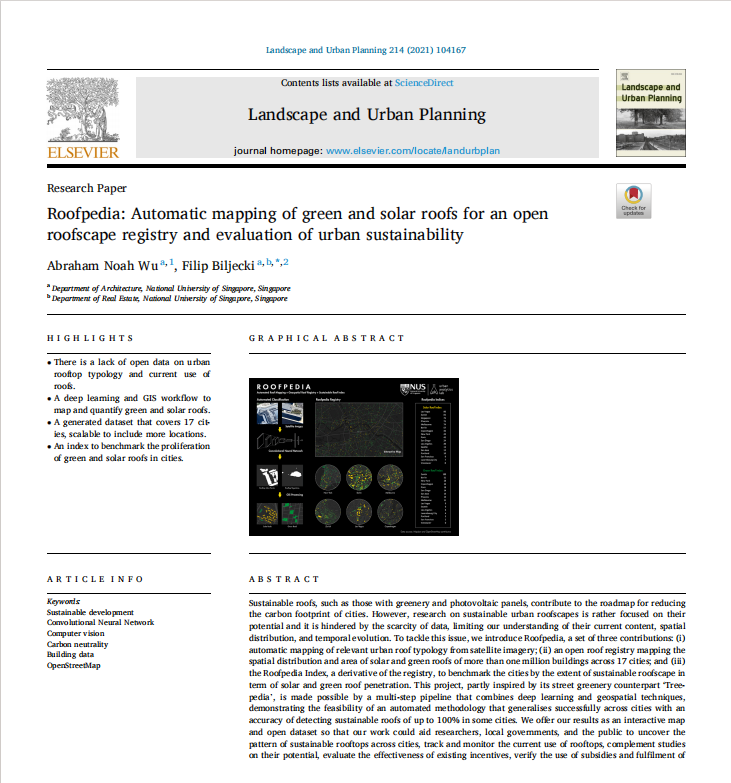 Landscape and Urban Planning 214 (2021) 104167
Contents lists available at ScienceDirect
Landscape and Urban Planning
journal homepage: www.elsevier.com/locate/landurbplan
ELSEVIER
Landscape and
Urban Planning
Research Paper
Check for
updates
Roofpedia: Automatic mapping of green and solar roofs for an open
roofscape registry and evaluation of urban sustainability
Abraham Noah Wu a,1, Filip Biljecki a,b,*,2
a Department of Architecture, National University of Singapore, Singapore
b Department of Real Estate, National University of Singapore, Singapore
HIGHLIGHTS
• There is a lack of open data on urban
rooftop typology and current use of
roofs.
• A deep learning and GIS workflow to
map and quantify green and solar roofs.
• A generated dataset that covers 17 cit-
ies, scalable to include more locations.
• An index to benchmark the proliferation
of green and solar roofs in cities.
GRAPHICAL ABSTRACT
ROOFPEDIA
NUS
Automatic Classification
Roofpedia Registry
Roofpedia Indices
ARTICLE INFO
Keywords:
Sustainable development
Convolutional Neural Network
Computer vision
Carbon neutrality
Building data
OpenStreetMap
ABSTRACT
Sustainable roofs, such as those with greenery and photovoltaic panels, contribute to the roadmap for reducing
the carbon footprint of cities. However, research on sustainable urban roofscapes is rather focused on their
potential and it is hindered by the scarcity of data, limiting our understanding of their current content, spatial
distribution, and temporal evolution. To tackle this issue, we introduce Roofpedia, a set of three contributions: (i)
automatic mapping of relevant urban roof typology from satellite imagery; (ii) an open roof registry mapping the
spatial distribution and area of solar and green roofs of more than one million buildings across 17 cities; and (iii)
the Roofpedia Index, a derivative of the registry, to benchmark the cities by the extent of sustainable roofscape in
term of solar and green roof penetration. This project, partly inspired by its street greenery counterpart 'Tree-
pedia', is made possible by a multi-step pipeline that combines deep learning and geospatial techniques,
demonstrating the feasibility of an automated methodology that generalises successfully across cities with an
accuracy of detecting sustainable roofs of up to 100% in some cities. We offer our results as an interactive map
and open dataset so that our work could aid researchers, local governments, and the public to uncover the
pattern of sustainable rooftops across cities, track and monitor the current use of rooftops, complement studies
on their potential, evaluate the effectiveness of existing incentives, verify the use of subsidies and fulfilment of